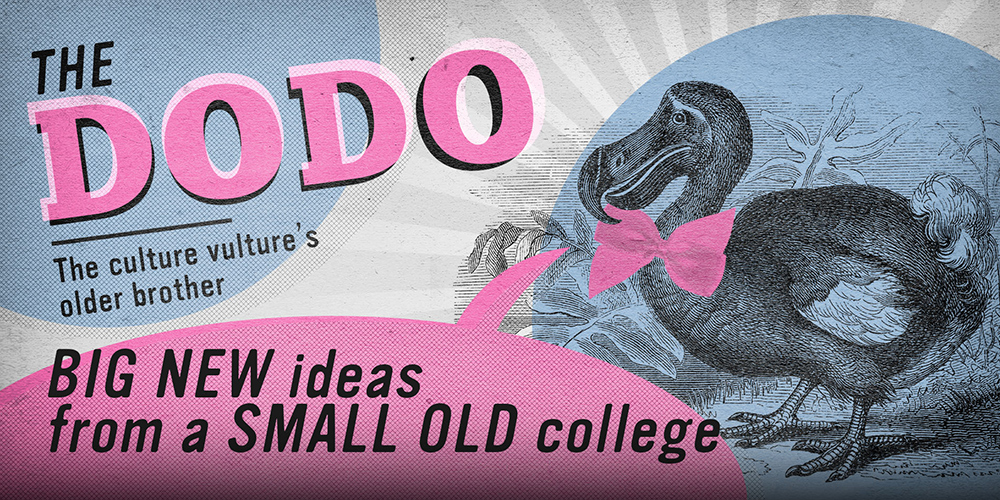 THE
DODO
The culture vulture's
older brother
BIG NEW ideas
from a SMALL OLD college